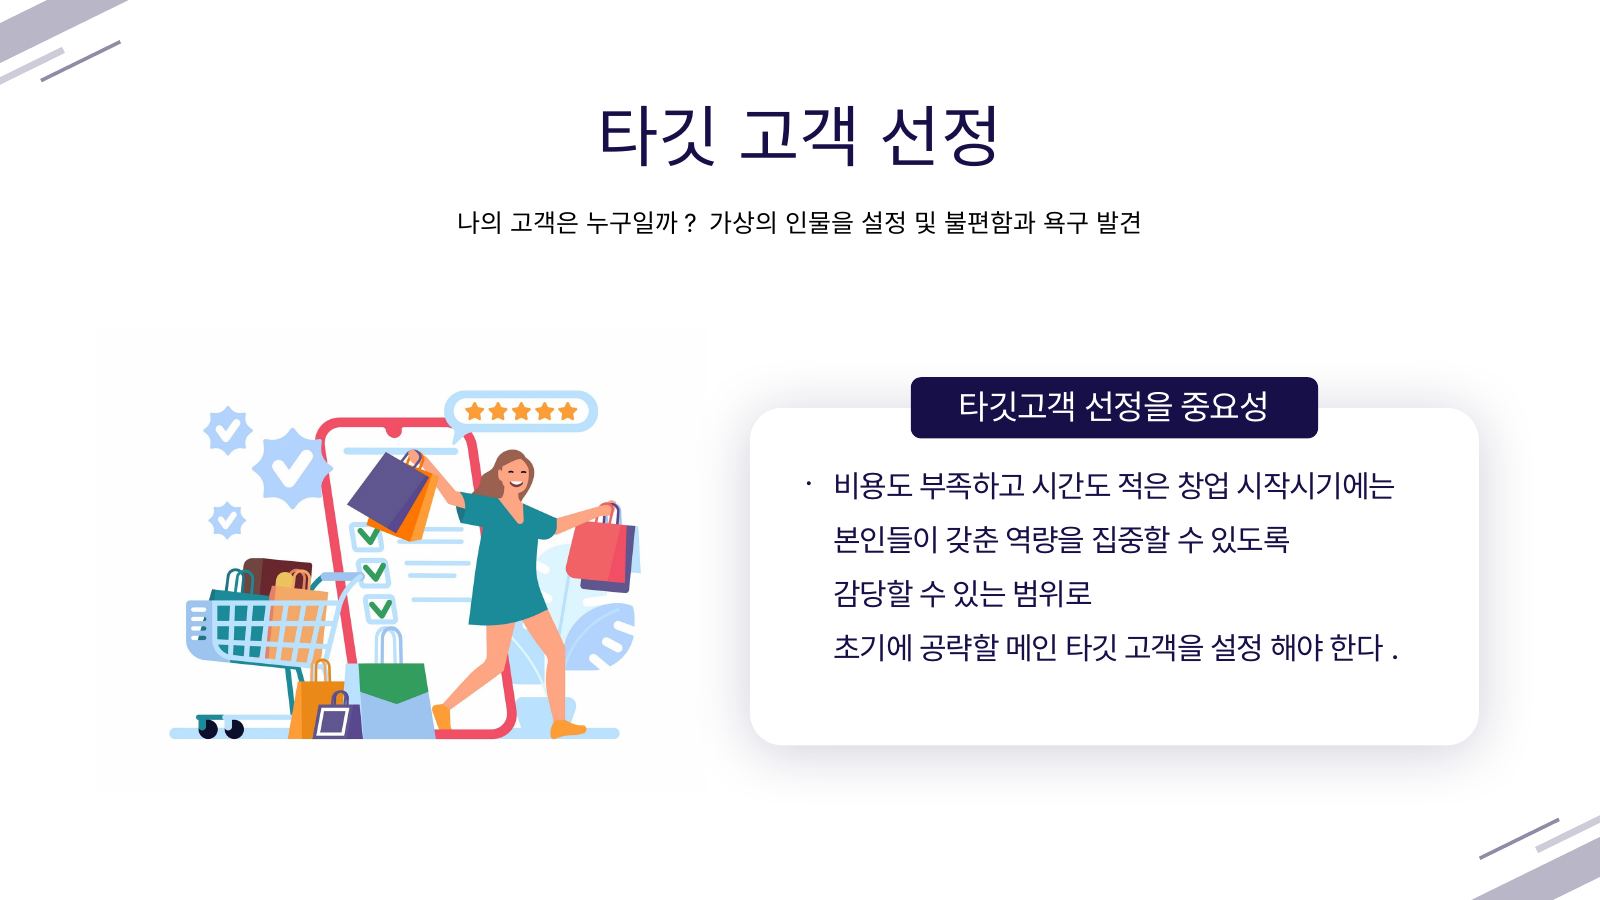 타깃 고객 선정
나의 고객은 누구일까 ? 가상의 인물을 설정 및 불편함과 욕구 발견
타깃고객 선정을 중요성
· 비용도 부족하고 시간도 적은 창업 시작시기에는
본인들이 갖춘 역량을 집중할 수 있도록
감당할 수 있는 범위로
초기에 공략할 메인 타깃 고객을 설정 해야 한다 .